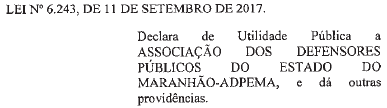 LEI Nº 6.243, DE 11 DE SETEMBRO DE 2017.
Declara de Utilidade Pública a
ASSOCIAÇÃO DOS DEFENSORES
PÚBLICOS DO ESTADO DO
MARANHÃO-ADPEMA, e dá outras
providências.